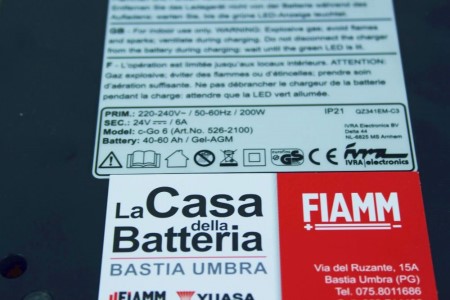 Entfernen Sie das Ladegerät nicht von der Batterie während des
Aufladens: warten Sie, bis die grüne LED-Anzeige leuchtet.
GB - For indoor use only. WARNING: Explosive gas; avoid flames
and sparks; ventilate during charging. Do not disconnect the charger
from the battery during charging; wait until the green LED is lit.
F - L'opération est limitée jusqu'aux locaux intérieurs. ATTENTION:
Gaz explosive; éviter des flammes ou d'étincelles; prendre soin
d'aération suffisante. Ne pas débrancher le chargeur de la batterie
pendant la charge: attendre que la LED vert allumée.
PRIM.: 220-240V~ / 50-60Hz / 200W IP21 QZ341EM-C3
SEC.: 24V 6A
Model: c-Go 6 (Art.No. 526-2100)
Battery: 40-60 Ah / Gel-AGM
IVRA Electronics BV
Delta 44
NL-6825 MS Arnhem
GS
CE
ivra
IVRA electronics
La Casa
della
Batteria
BASTIA UMBRA
FIAMM YUASA
FIAMM
Via del Ruzante, 15A
Bastia Umbra (PG)
Tel. 075.8011686